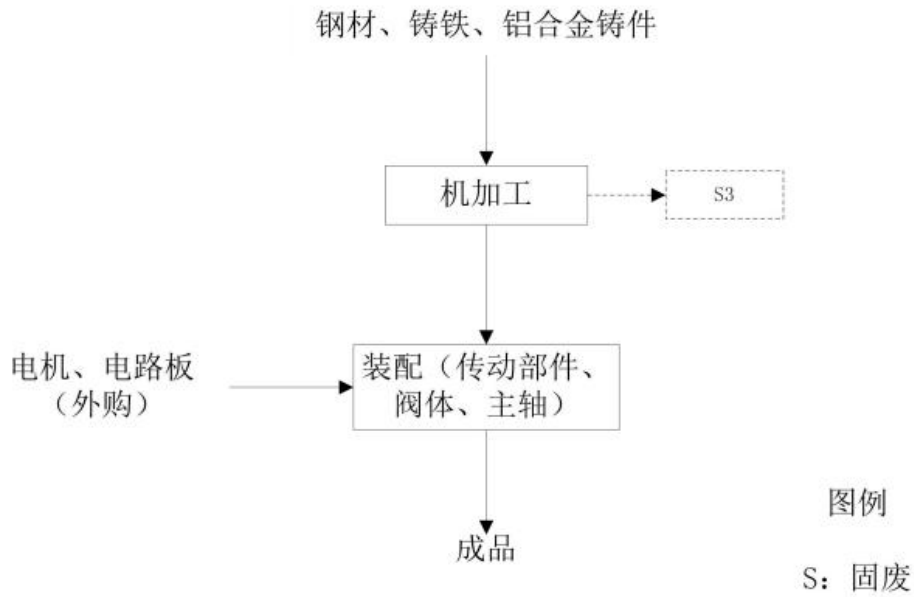 钢材、铸铁、铝合金铸件
机加工
S3
电机、电路板
（外购）
装配（传动部件、
阀体、主轴）
成品
图例
S：固废